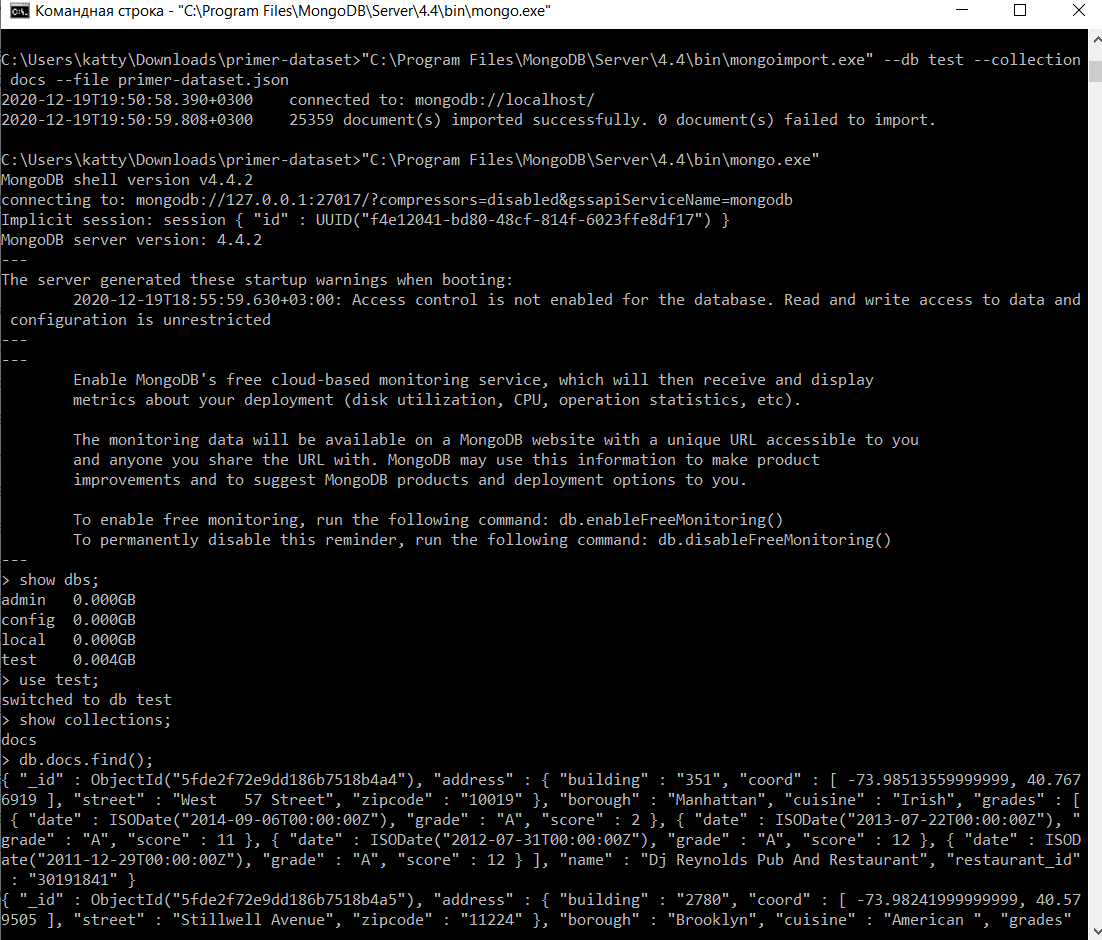 Командная строка - "C:\Program Files\MongoDB\Server\4.4\bin\mongo.exe"
C:\Users\katty\Downloads\primer-dataset>"C:\Program Files\MongoDB\Server\4.4\bin\mongoimport.exe" --db test --collection
 docs --file primer-dataset.json
2020-12-19T19:50:58.390+0300    connected to: mongodb://localhost/
2020-12-19T19:50:59.808+0300    25359 document(s) imported successfully. 0 document(s) failed to import.
C:\Users\katty\Downloads\primer-dataset>"C:\Program Files\MongoDB\Server\4.4\bin\mongo.exe"
MongoDB shell version v4.4.2
connecting to: mongodb://127.0.0.1:27017/?compressors=disabled&gssapiServiceName=mongodb
Implicit session: session { "id" : UUID("f4e12041-bd80-48cf-814f-6023ffe8df17") }
MongoDB server version: 4.4.2
---
The server generated these startup warnings when booting:
        2020-12-19T18:55:59.630+03:00: Access control is not enabled for the database. Read and write access to data and
 configuration is unrestricted
---
---
        Enable MongoDB's free cloud-based monitoring service, which will then receive and display
        metrics about your deployment (disk utilization, CPU, operation statistics, etc).
        The monitoring data will be available on a MongoDB website with a unique URL accessible to you
        and anyone you share the URL with. MongoDB may use this information to make product
        improvements and to suggest MongoDB products and deployment options to you.
        To enable free monitoring, run the following command: db.enableFreeMonitoring()
        To permanently disable this reminder, run the following command: db.disableFreeMonitoring()
---
> show dbs;
admin   0.000GB
config  0.000GB
local   0.000GB
test    0.004GB
> use test;
switched to db test
> show collections;
docs
> db.docs.find();
{ "_id" : ObjectId("5fde2f72e9dd186b7518b4a4"), "address" : { "building" : "351", "coord" : [ -73.98513559999999, 40.767
6919 ], "street" : "West   57 Street", "zipcode" : "10019" }, "borough" : "Manhattan", "cuisine" : "Irish", "grades" : [
 { "date" : ISODate("2014-09-06T00:00:00Z"), "grade" : "A", "score" : 2 }, { "date" : ISODate("2013-07-22T00:00:00Z"), "
grade" : "A", "score" : 11 }, { "date" : ISODate("2012-07-31T00:00:00Z"), "grade" : "A", "score" : 12 }, { "date" : ISOD
ate("2011-12-29T00:00:00Z"), "grade" : "A", "score" : 12 } ], "name" : "Dj Reynolds Pub And Restaurant", "restaurant_id"
 : "30191841" }
{ "_id" : ObjectId("5fde2f72e9dd186b7518b4a5"), "address" : { "building" : "2780", "coord" : [ -73.98241999999999, 40.57
9505 ], "street" : "Stillwell Avenue", "zipcode" : "11224" }, "borough" : "Brooklyn", "cuisine" : "American ", "grades"